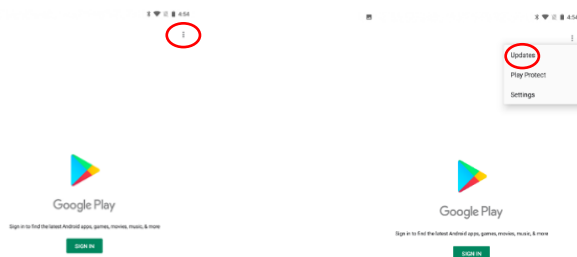 4:54
Google Play
Sign in to find the latest Android apps, games, movies, music, & more
SIGN IN
4:54
Updates
Play Protect
Settings
Google Play
Sign in to find the latest Android apps, games, movies, music, & more
SIGN IN